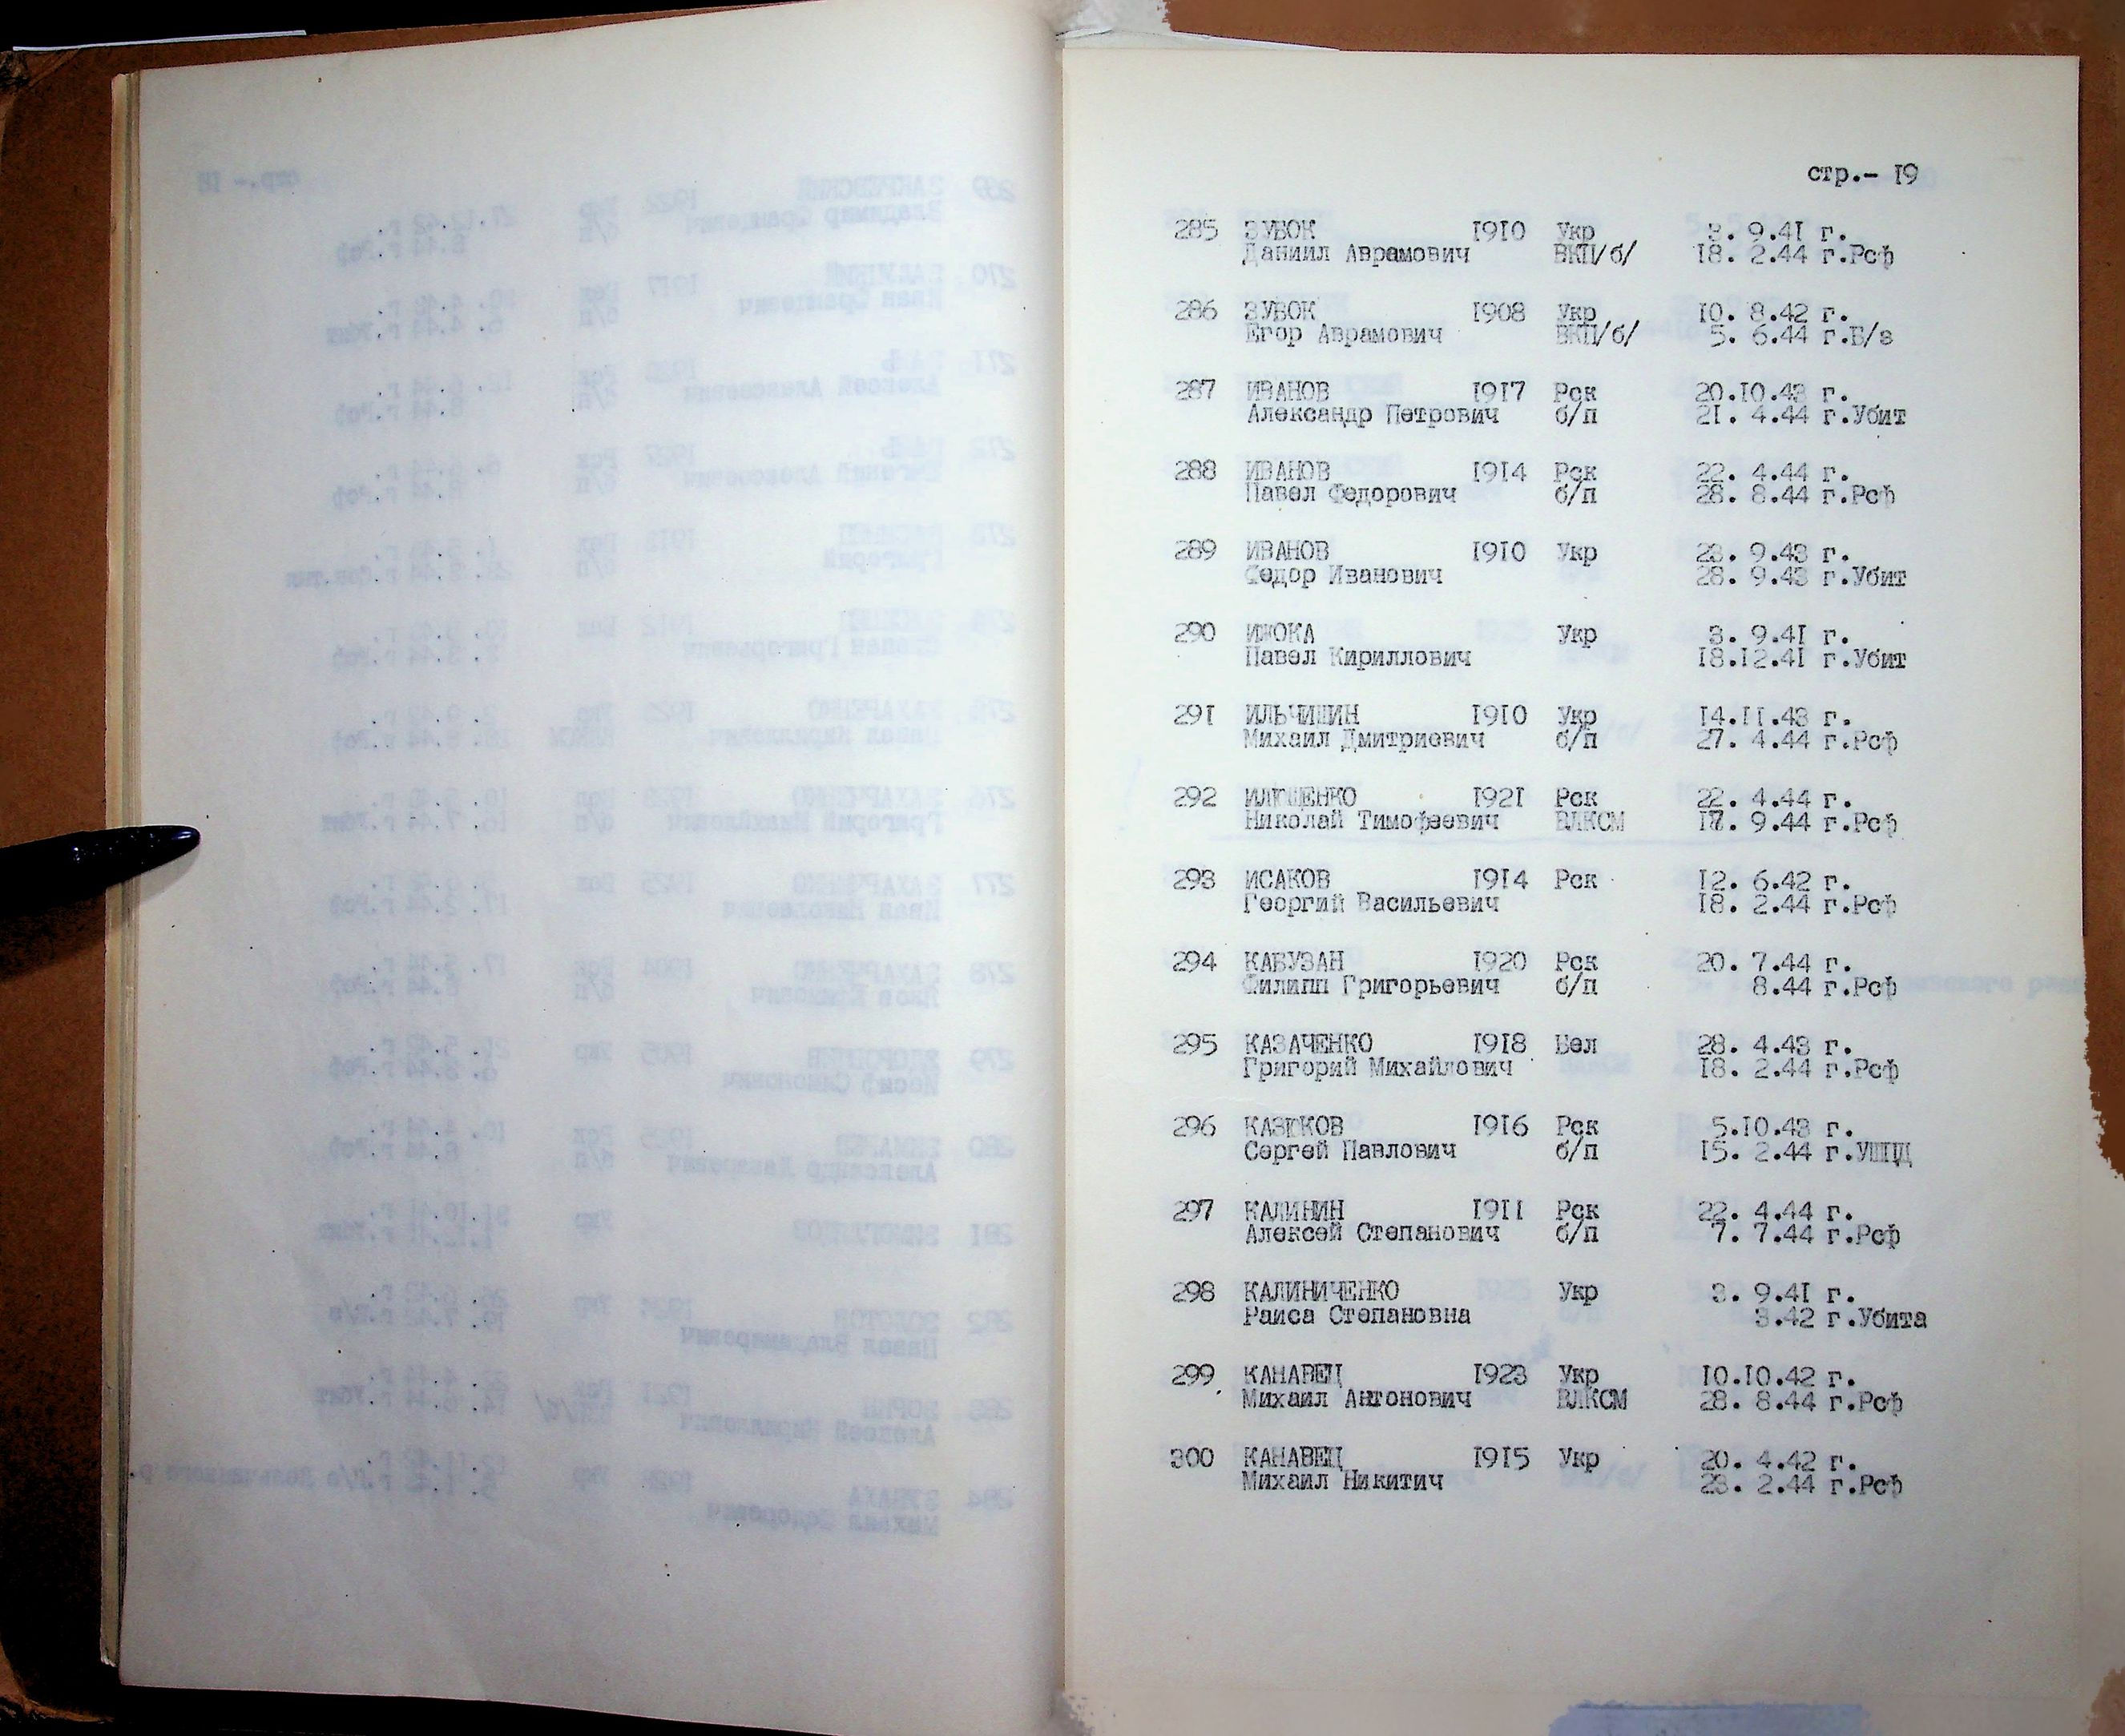 стр.- I9
285 ЗУБОК I9I0 Укр 3. 9.4I г.
Даниил Аврамович ВКП/б/ I8. 2.44 г.Рсф
286 ЗУБОК I908 Укр I0. 8.42 г.
Егор Аврамович ВКП/б/ 5. 6.44 г.Б/з
287 ИВАНОВ I9I7 Рск 20.I0.43 г.
Александр Петрович б/п 2I. 4.44 г.Убит
288 ИВАНОВ I9I4 Рск 22. 4.44 г.
Павел Федорович б/п 28. 8.44 г.Рсф
289 ИВАНОВ I9I0 Укр 23. 9.43 г.
Федор Иванович 28. 9.43 г.Убит
290 ИЖОКА Укр 3. 9.4I г.
Павел Кириллович I8.I2.4I г.Убит
29I ИЛЬЧИШИН I9I0 Укр I4.II.43 г.
Михаил Дмитриевич б/п 27. 4.44 г.Рсф
292 ИЛЮЩЕНКО I92I Рск 22. 4.44 г.
Николай Тимофеевич ВЛКСМ 9.44 г.Рсф
293 ИСАКОВ I9I4 Рск I2. 6.42 г.
Георгий Васильевич I8. 2.44 г.Рсф
294 КАБУЗАН I920 Рск 20. 7.44 г.
Филипп Григорьевич б/п 8.44 г.Рсф
295 КАЗАЧЕНКО I9I8 Бел 28. 4.43 г.
Григорий Михайлович I8. 2.44 г.Рсф
296 КАЗЮКОВ I9I6 Рск 5.I0.43 г.
Сергей Павлович б/п I5. 2.44 г.УШПД
297 КАЛИНИН I9II Рск 22. 4.44 г.
Алексей Степанович б/п 7. 7.44 г.Рсф
298 КАЛИНИЧЕНКО Укр 3. 9.4I г.
Раиса Степановна 3.42 г.Убита
299 КАНАВЕЦ I923 Укр I0.I0.42 г.
Михаил Антонович ВЛКСМ 28. 8.44 г.Рсф
300 КАНАВЕЦ I9I5 Укр 20. 4.42 г.
Михаил Никитич 23. 2.44 г.Рсф